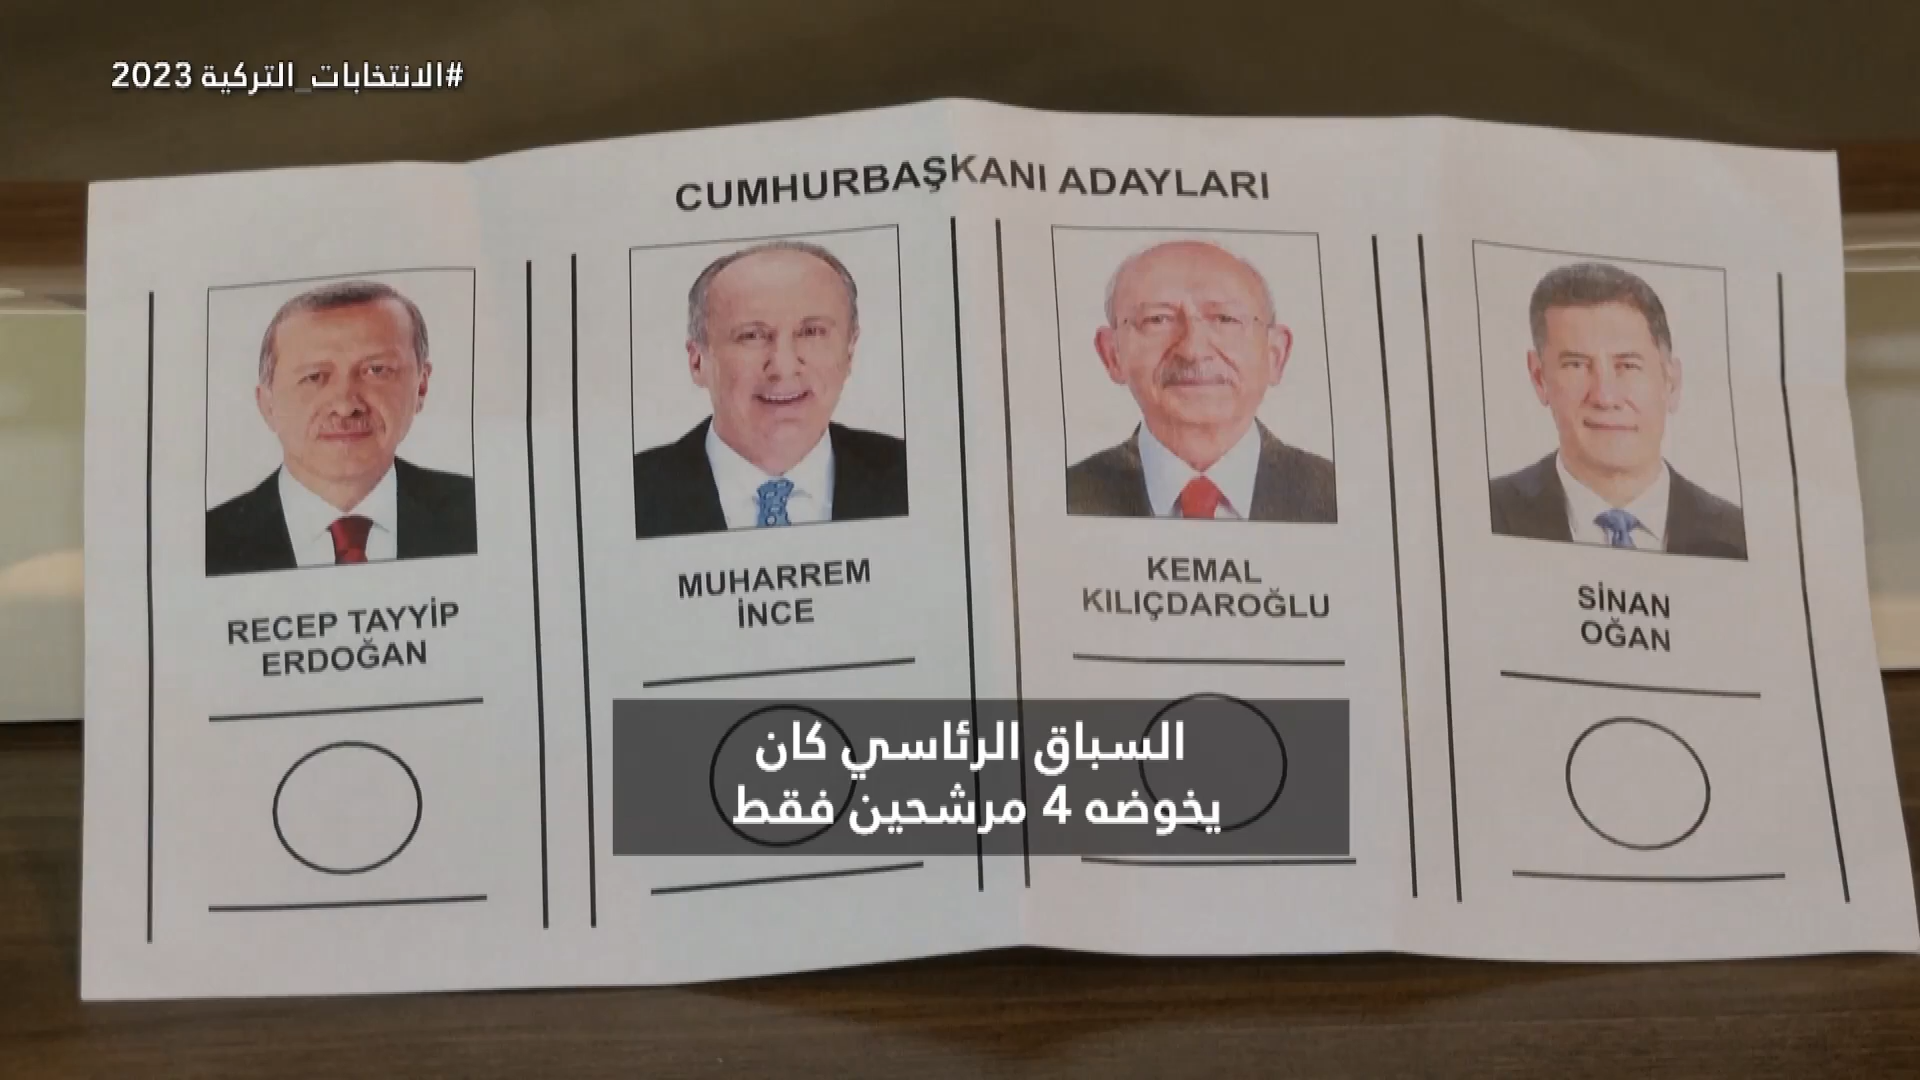 #الانتخابات_التركية 2023
CUMHURBAŞKANI ADAYLARI
RECEP TAYYİP
ERDOĞAN
MUHARREM
İNCE
KEMAL
KILIÇDAROĞLU
SİNAN
OĞAN
السباق الرئاسي كان
يخوضه 4 مرشحين فقط